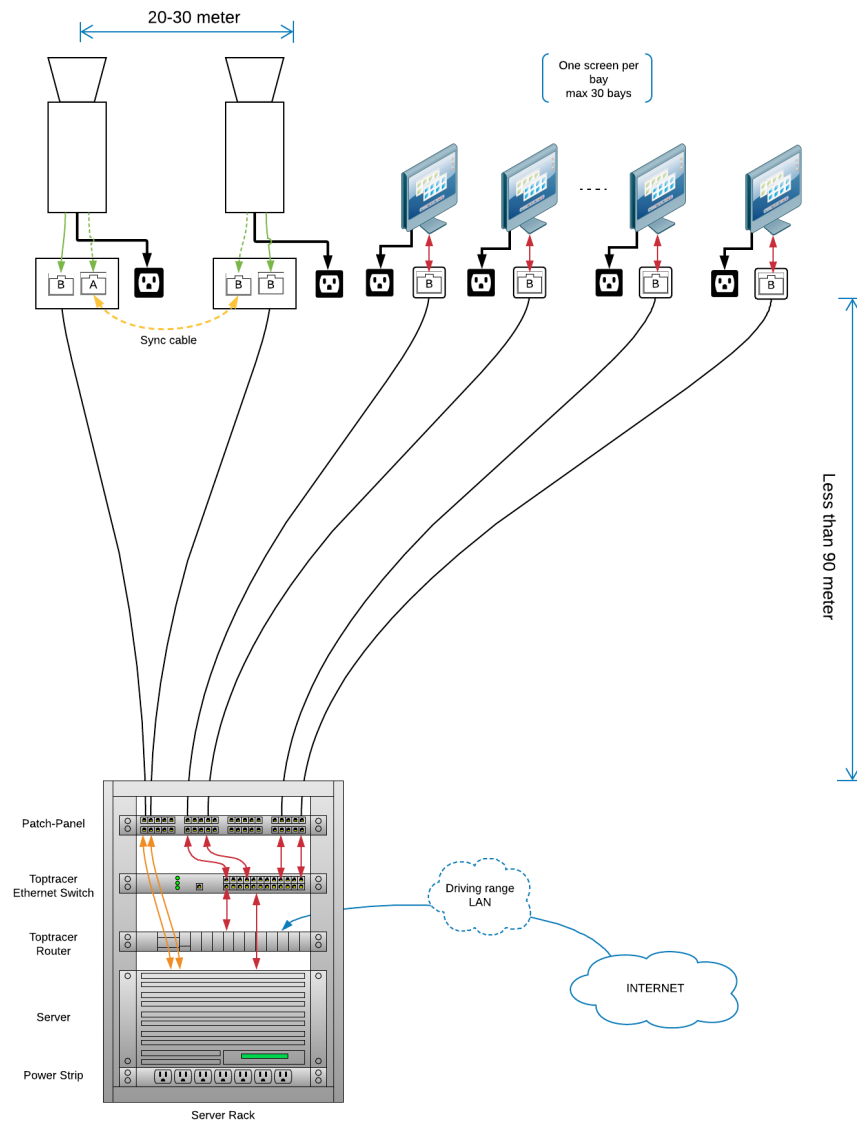 20-30 meter
One screen per
bay
max 30 bays
B
A
B
B
B
B
B
B
Sync cable
Less than 90 meter
Patch-Panel
Toptracer
Ethernet Switch
Driving range
LAN
Toptracer
Router
INTERNET
Server
Power Strip
Server Rack